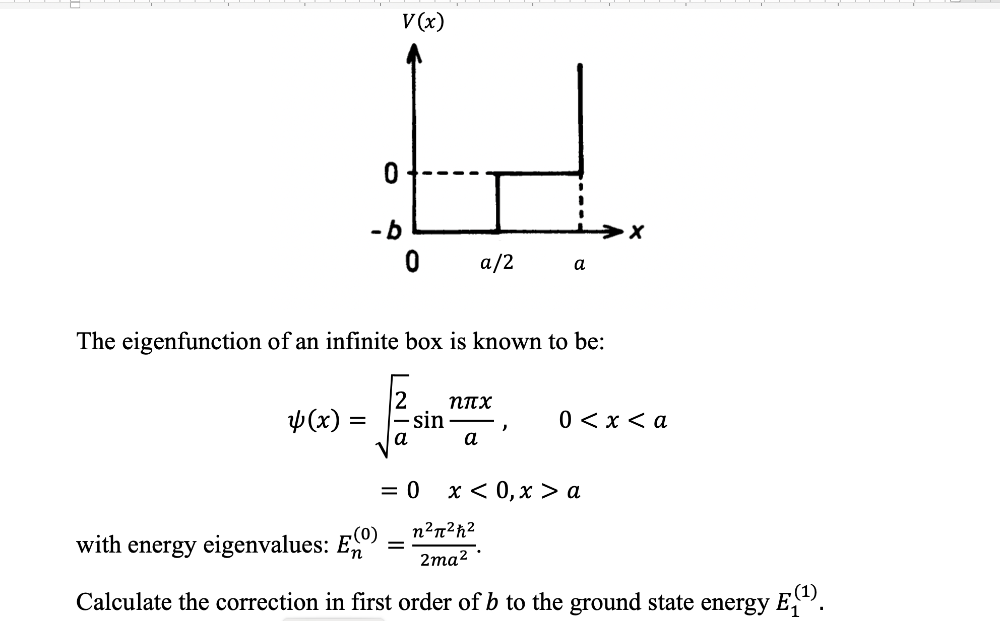 V(x)
0
-b
x
0 a/2 a
The eigenfunction of an infinite box is known to be:
ψ(x) = √(2/a) sin nπx/a , 0 < x < a
= 0 x < 0, x > a
with energy eigenvalues: E_n^(0) = n²π²ħ²/2ma² .
Calculate the correction in first order of b to the ground state energy E_1^(1).